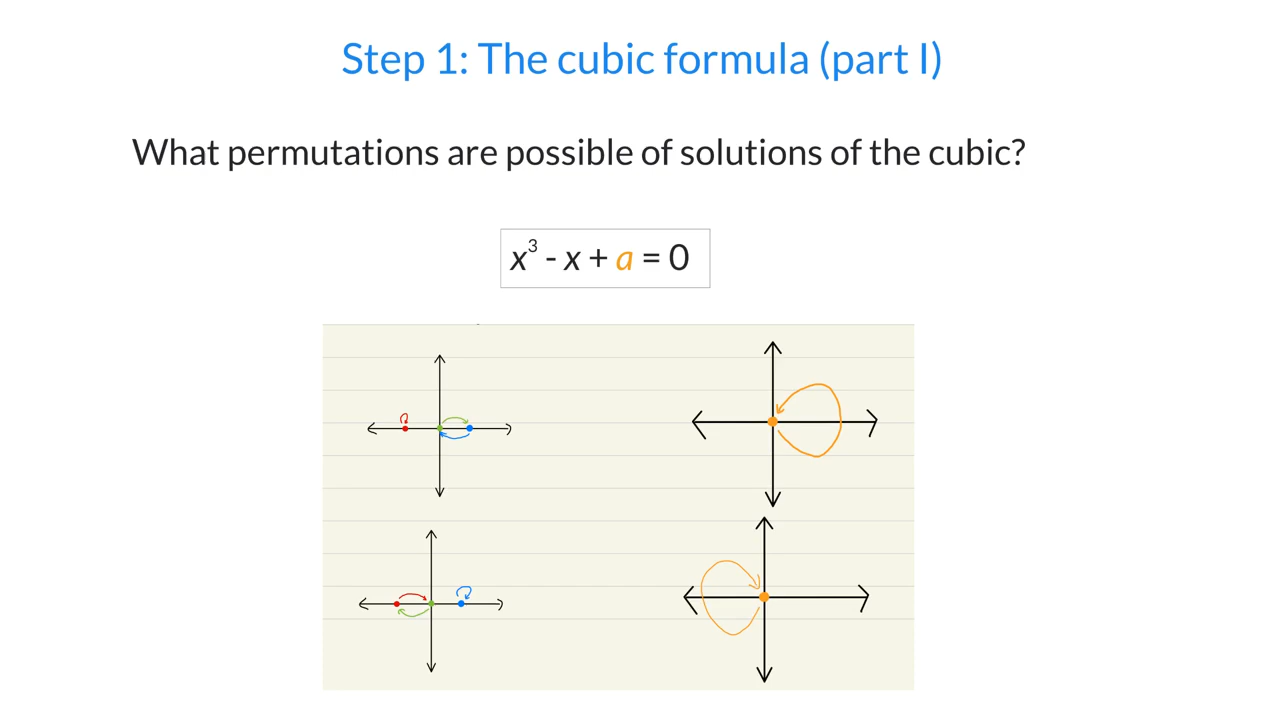 Step 1: The cubic formula (part I)
What permutations are possible of solutions of the cubic?
x³ - x + a = 0